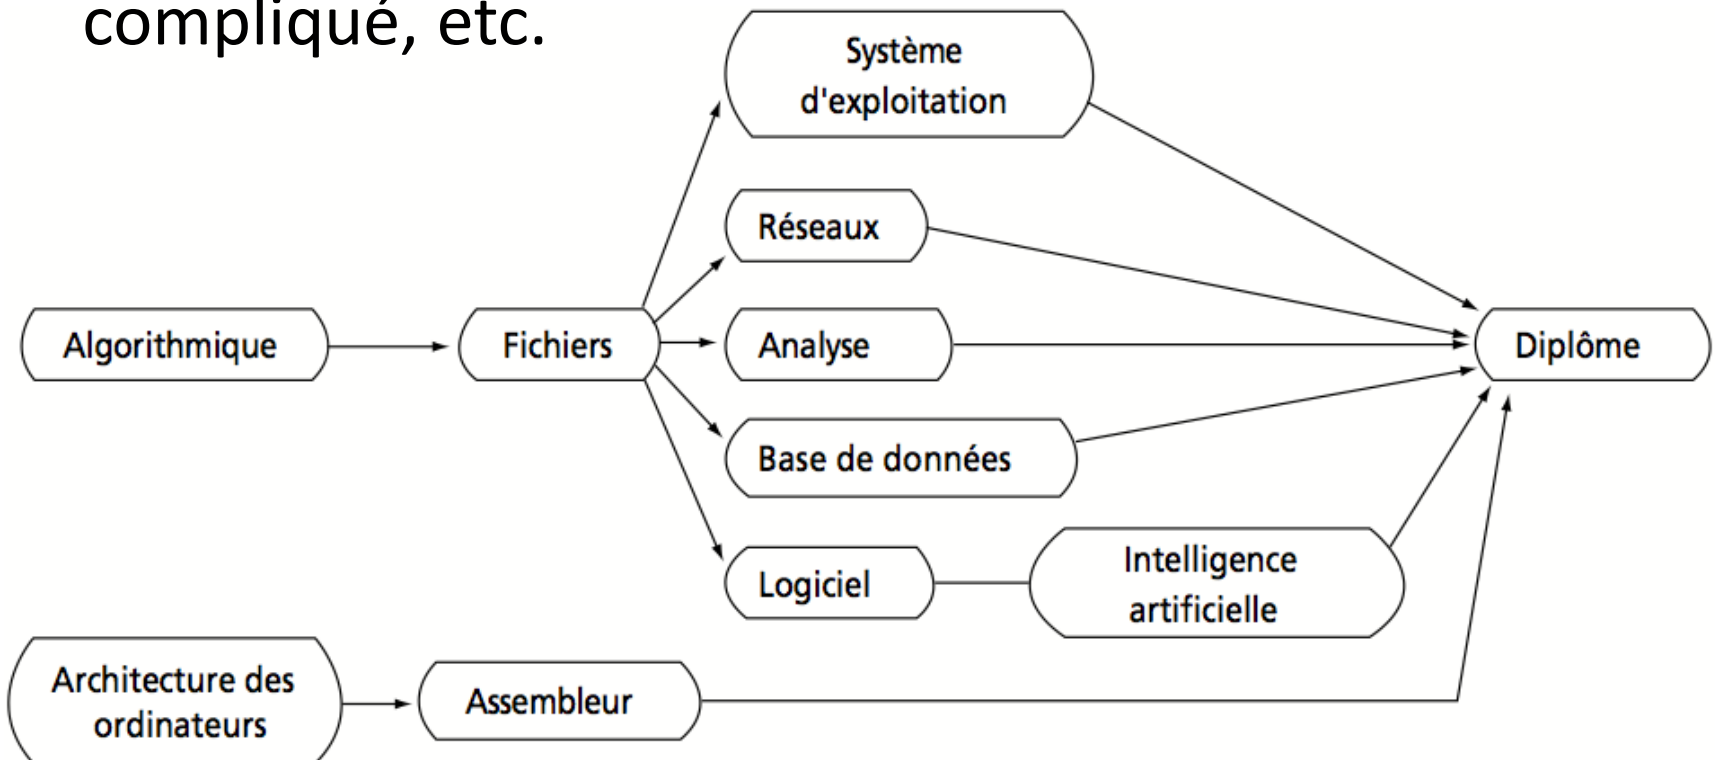 compliqué, etc.
Système
d'exploitation
Réseaux
Algorithmique
Fichiers
Analyse
Diplôme
Base de données
Logiciel
Intelligence
artificielle
Architecture des
ordinateurs
Assembleur